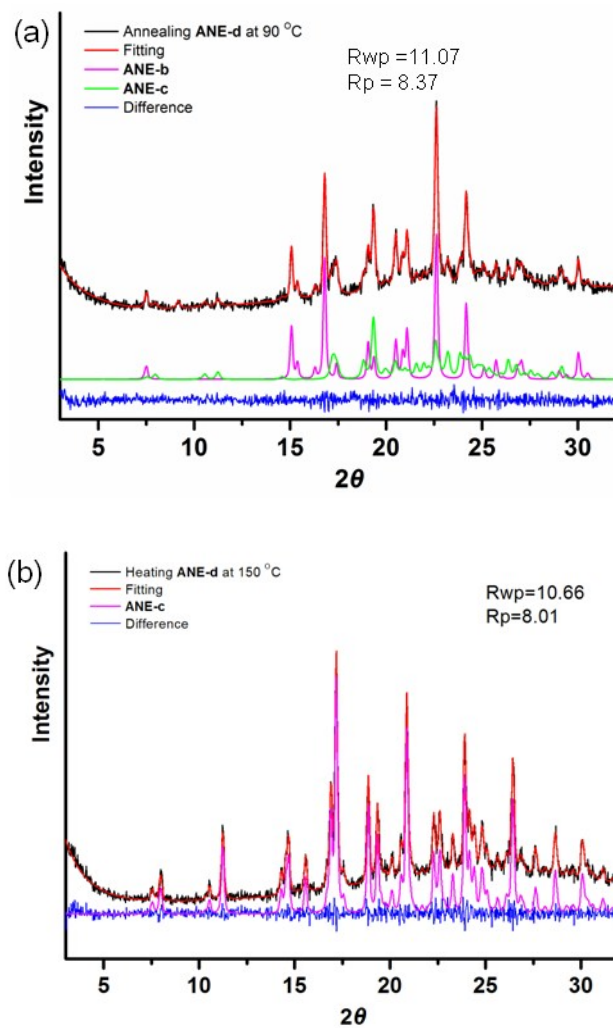 (a)
Annealing ANE-d at 90 °C
Fitting
ANE-b
ANE-c
Difference
Rwp =11.07
Rp = 8.37
Intensity
5 10 15 20 25 30
2θ
(b)
Heating ANE-d at 150 °C
Fitting
ANE-c
Difference
Rwp=10.66
Rp=8.01
Intensity
5 10 15 20 25 30
2θ